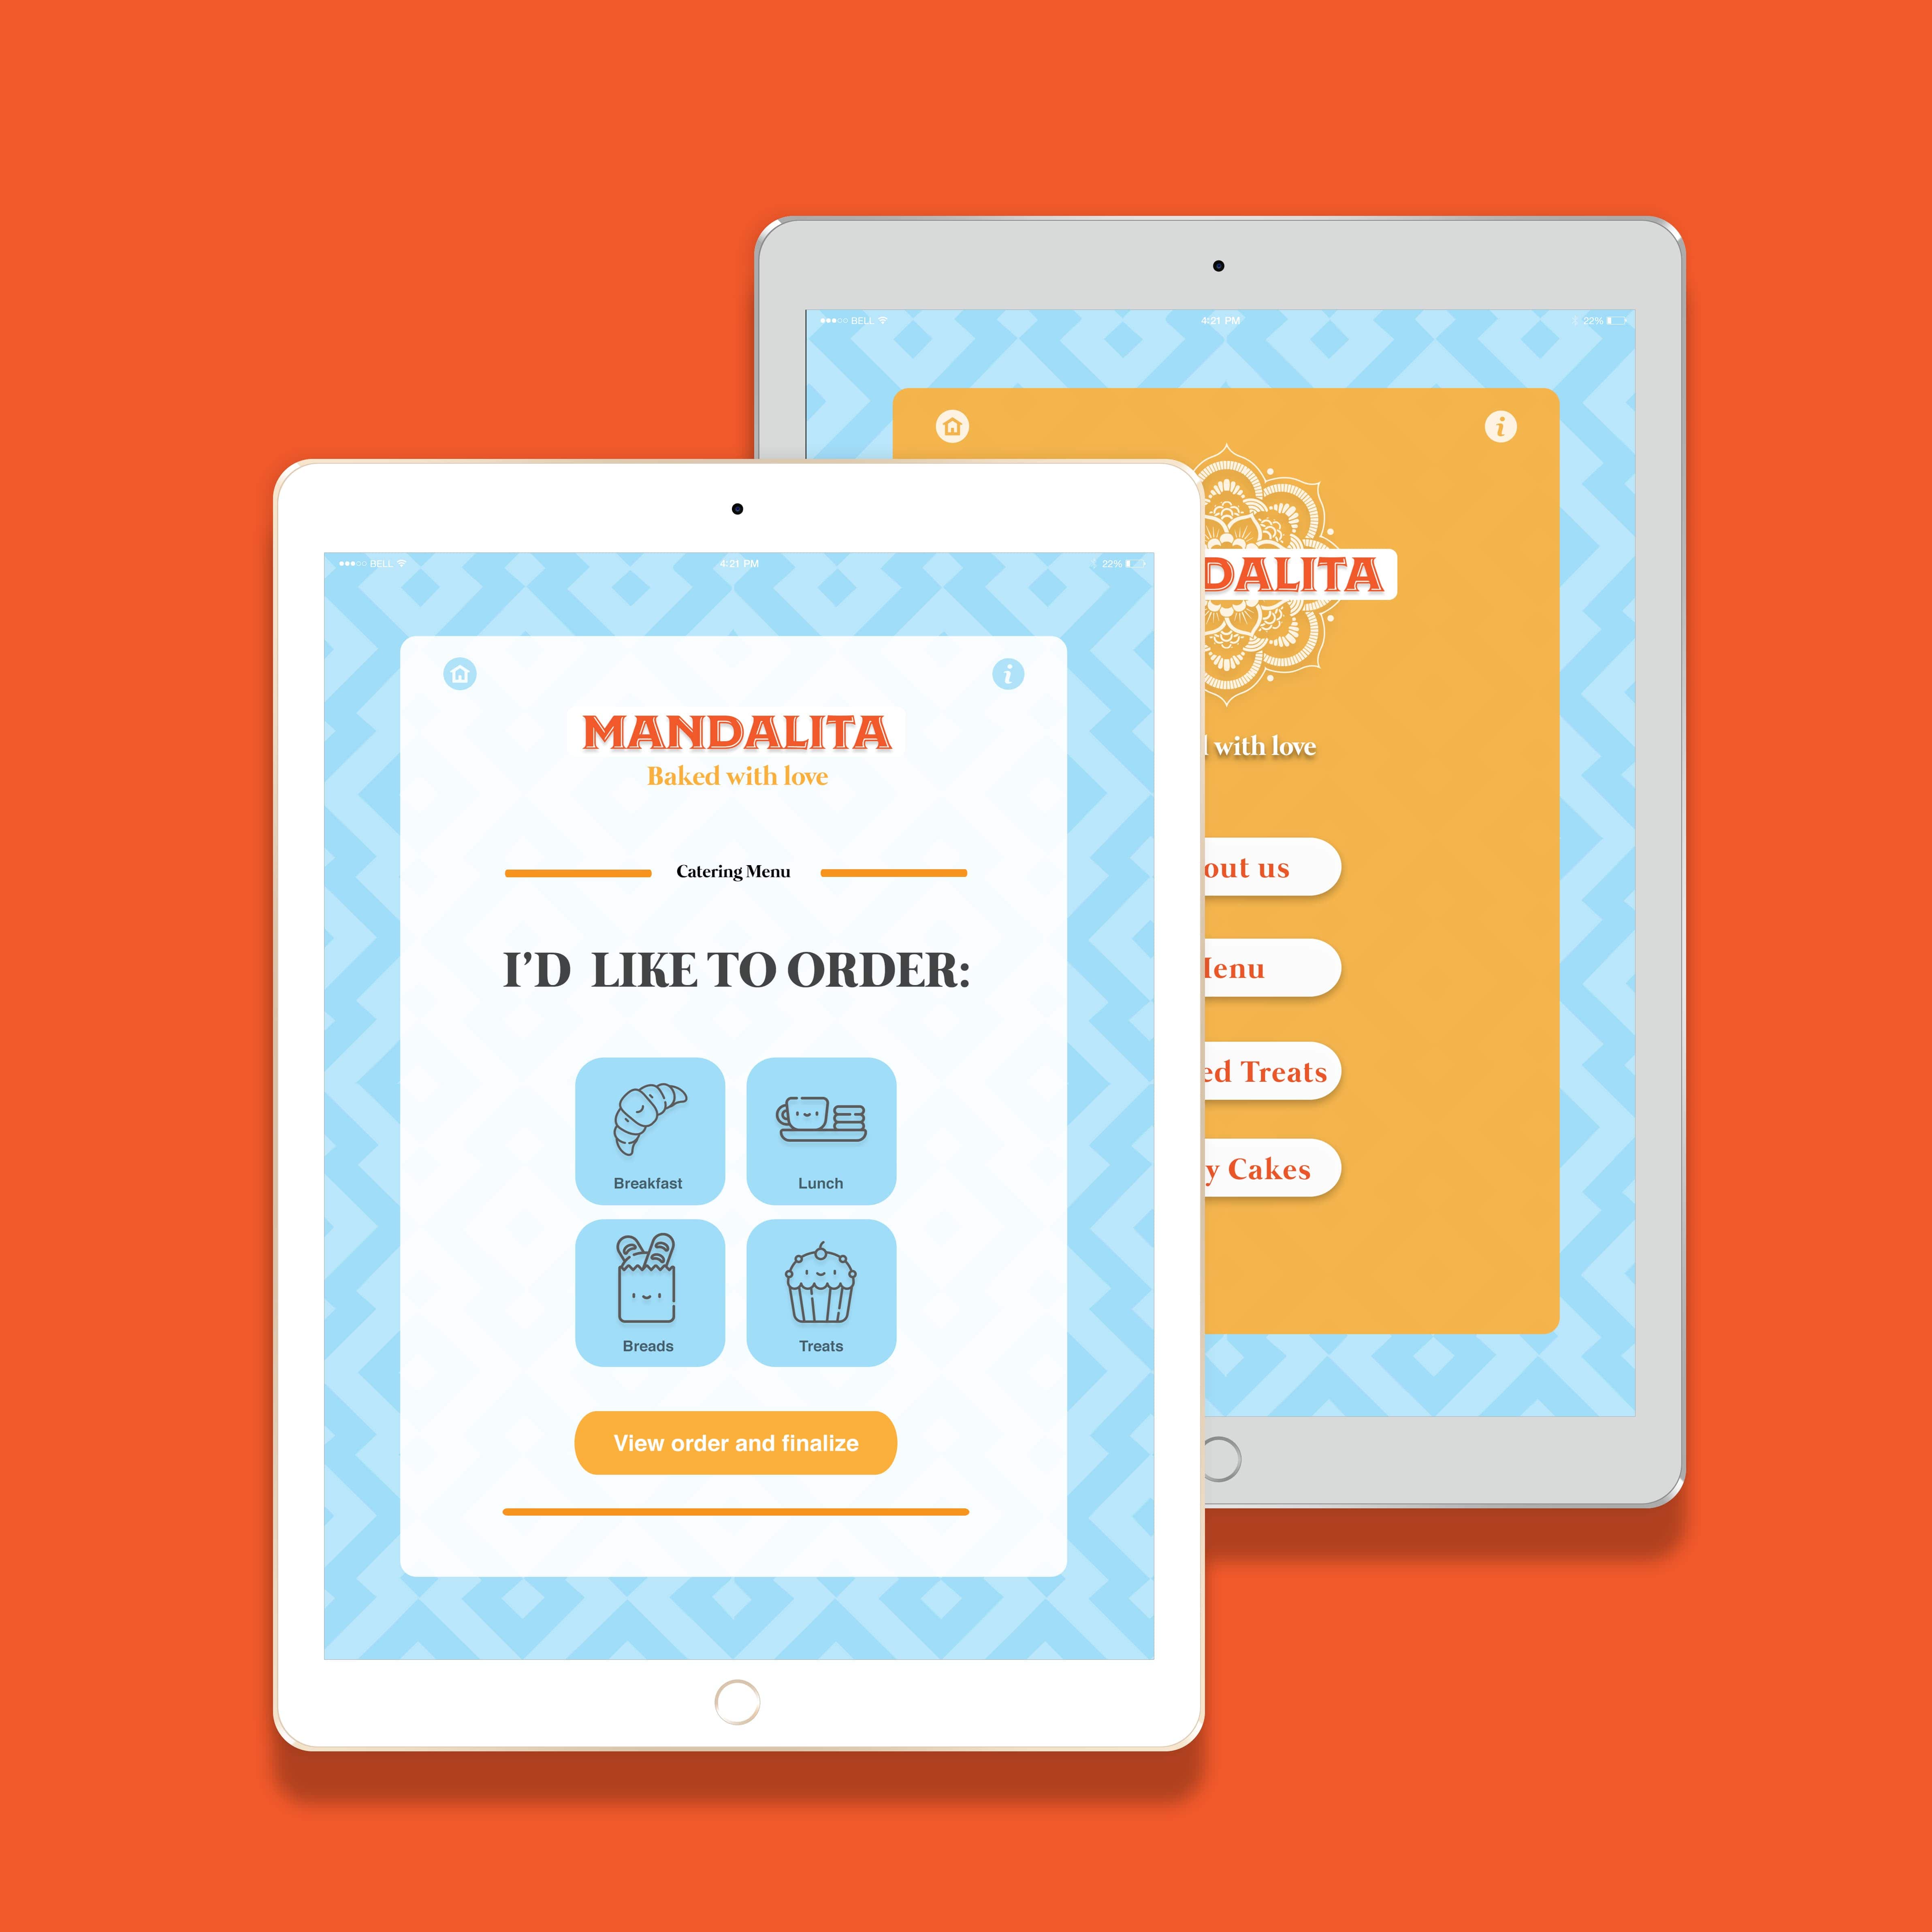 BELL 4:21 PM 22%
DALITA
with love
out us
enu
ed Treats
y Cakes
BELL 4:21 PM 22%
MANDALITA
Baked with love
Catering Menu
I’D LIKE TO ORDER:
Breakfast Lunch
Breads Treats
View order and finalize